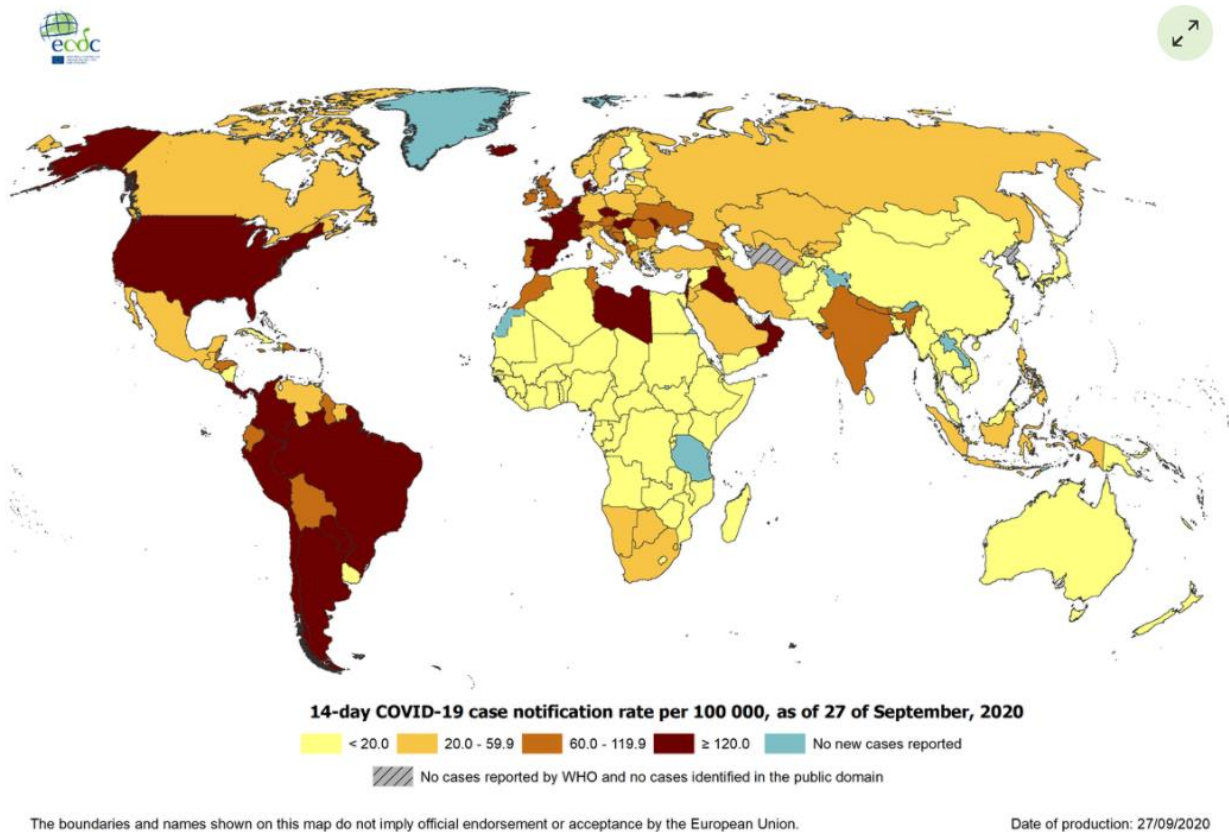 ecdc
14-day COVID-19 case notification rate per 100 000, as of 27 of September, 2020
< 20.0
20.0 - 59.9
60.0 - 119.9
≥ 120.0
No new cases reported
No cases reported by WHO and no cases identified in the public domain
The boundaries and names shown on this map do not imply official endorsement or acceptance by the European Union.
Date of production: 27/09/2020